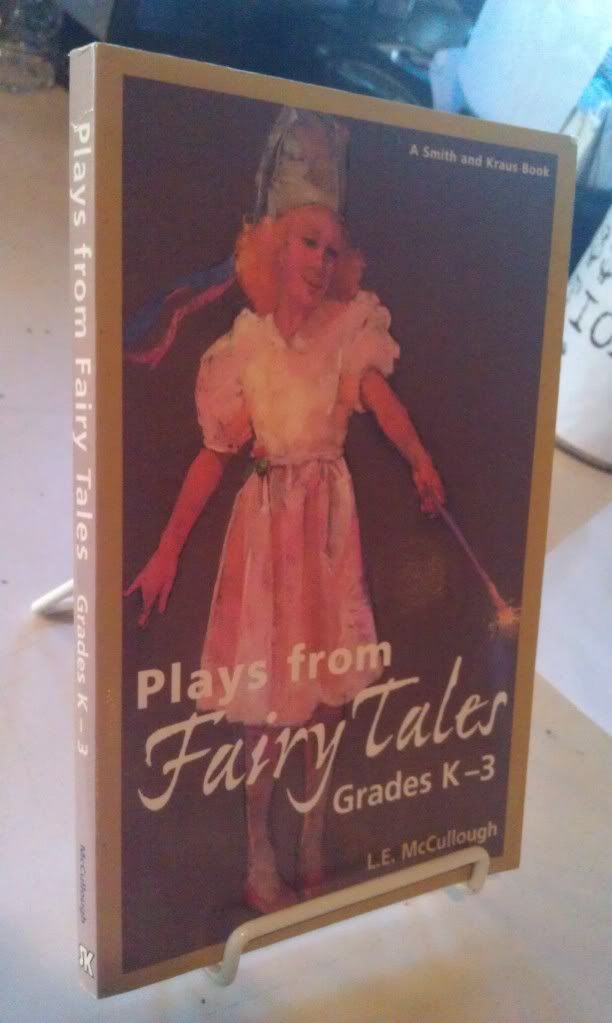 A Smith and Kraus Book
Plays from
Fairy Tales
Grades K–3
L.E. McCullough
Plays from Fairy Tales Grades K–3
McCullough
SK